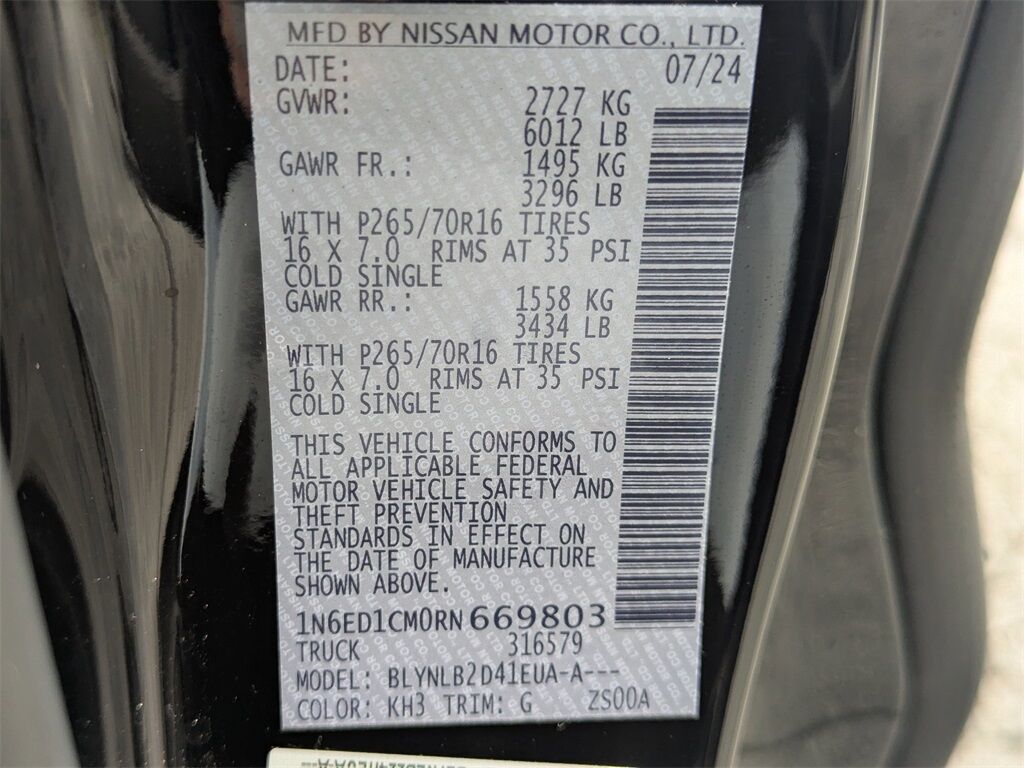 MFD BY NISSAN MOTOR CO., LTD.
DATE: 07/24
GVWR: 2727 KG
6012 LB
GAWR FR.: 1495 KG
3296 LB
WITH P265/70R16 TIRES
16 X 7.0 RIMS AT 35 PSI
COLD SINGLE
GAWR RR.: 1558 KG
3434 LB
WITH P265/70R16 TIRES
16 X 7.0 RIMS AT 35 PSI
COLD SINGLE
THIS VEHICLE CONFORMS TO
ALL APPLICABLE FEDERAL
MOTOR VEHICLE SAFETY AND
THEFT PREVENTION
STANDARDS IN EFFECT ON
THE DATE OF MANUFACTURE
SHOWN ABOVE.
1N6ED1CM0RN669803
TRUCK 316579
MODEL: BLYNLB2D41EUA-A---
COLOR: KH3 TRIM: G ZS00A